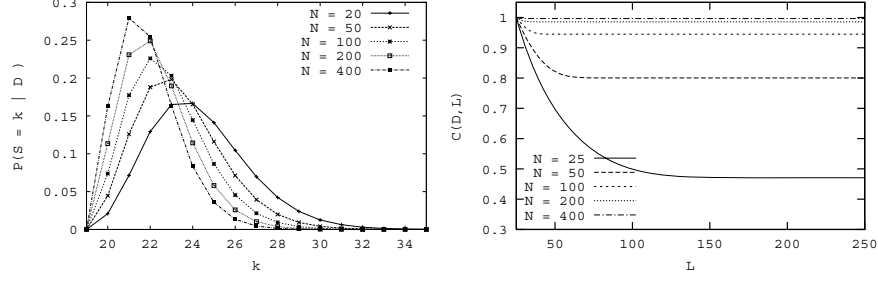 0.3
0.25
0.2
0.15
0.1
0.05
0
P(S = k | D )
20 22 24 26 28 30 32 34
k
N = 20
N = 50
N = 100
N = 200
N = 400
1
0.9
0.8
0.7
0.6
0.5
0.4
0.3
C(D,L)
50 100 150 200 250
L
N = 25
N = 50
N = 100
N = 200
N = 400